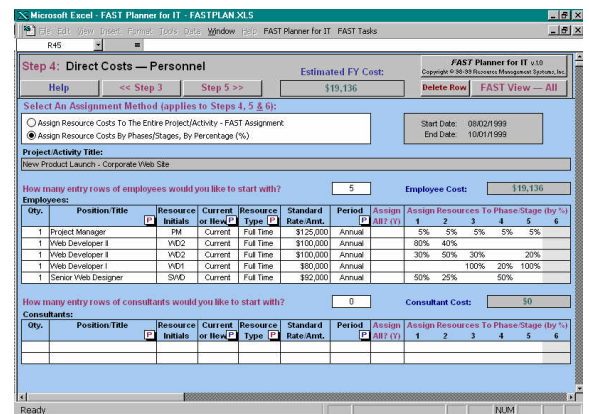 Microsoft Excel - FAST Planner for IT - FASTPLAN.XLS
File Edit View Insert Format Tools Data Window Help FAST Planner for IT FAST Tasks
R45 =
Step 4: Direct Costs — Personnel
Estimated FY Cost:
FAST Planner for IT v.1.0
Copyright © 98-99 Resource Management Systems, Inc.
Help << Step 3 Step 5 >> $19,136 Delete Row FAST View — All
Select An Assignment Method (applies to Steps 4, 5 & 6):
Assign Resource Costs To The Entire Project/Activity - FAST Assignment
Assign Resource Costs By Phases/Stages, By Percentage (%)
Start Date: 08/02/1999
End Date: 10/01/1999
Project/Activity Title:
New Product Launch - Corporate Web Site
How many entry rows of employees would you like to start with? 5 Employee Cost: $19,136
Employees:
Qty. Position/Title P Resource Initials Current or New P Resource Type P Standard Rate/Amt. Period P Assign All? (Y) Assign Resources To Phase/Stage (by %) 1 2 3 4 5 6
1 Project Manager PM Current Full Time $125,000 Annual 5% 5% 5% 5% 5%
1 Web Developer II WD2 Current Full Time $100,000 Annual 80% 40%
1 Web Developer II WD2 Current Full Time $100,000 Annual 30% 50% 30% 20%
1 Web Developer I WD1 Current Full Time $80,000 Annual 100% 20% 100%
1 Senior Web Designer SWD Current Full Time $92,000 Annual 50% 25% 50%
How many entry rows of consultants would you like to start with? 0 Consultant Cost: $0
Consultants:
Qty. Position/Title P Resource Initials Current or New P Resource Type P Standard Rate/Amt. Period P Assign All? (Y) Assign Resources To Phase/Stage (by %) 1 2 3 4 5 6
Ready NUM